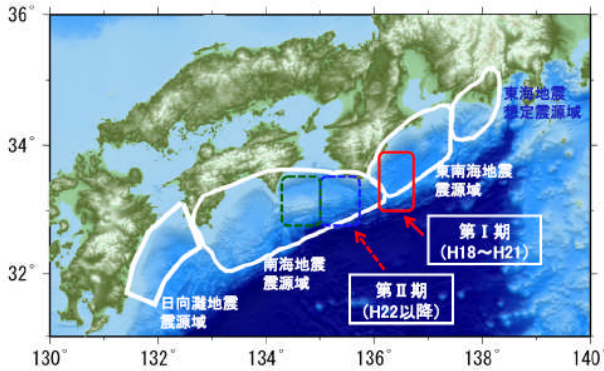 36°
34°
32°
130°
132°
134°
136°
138°
140°
東海地震
想定震源域
東南海地震
震源域
第Ⅰ期
(H18～H21)
南海地震
震源域
第Ⅱ期
(H22以降)
日向灘地震
震源域